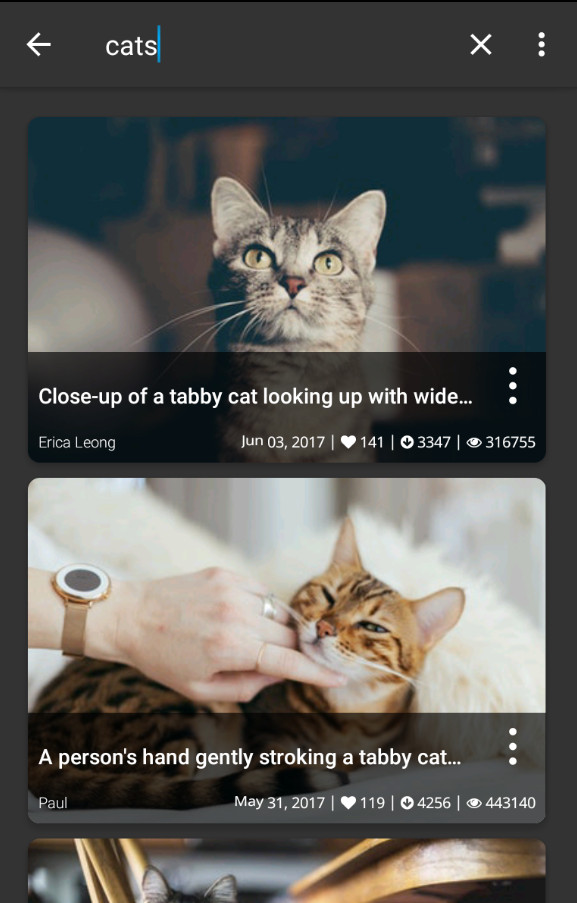 cats
Close-up of a tabby cat looking up with wide...
Erica Leong Jun 03, 2017 | 141 | 3347 | 316755
A person's hand gently stroking a tabby cat...
Paul May 31, 2017 | 119 | 4256 | 443140